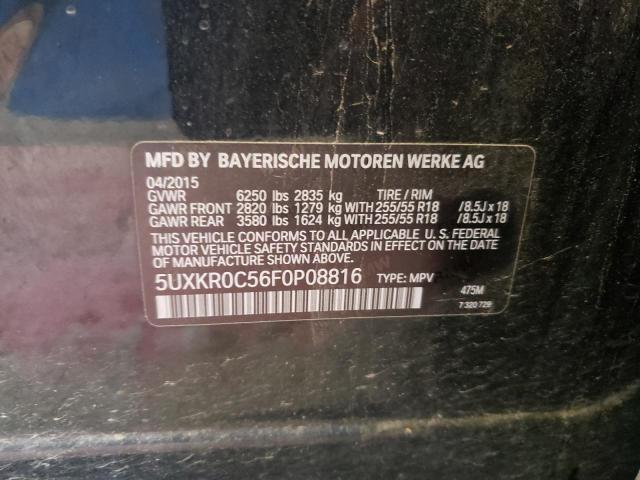 MFD BY BAYERISCHE MOTOREN WERKE AG
04/2015
GVWR 6250 lbs 2835 kg TIRE / RIM
GAWR FRONT 2820 lbs 1279 kg WITH 255/55 R18 /8.5J x 18
GAWR REAR 3580 lbs 1624 kg WITH 255/55 R18 /8.5J x 18
THIS VEHICLE CONFORMS TO ALL APPLICABLE U. S. FEDERAL
MOTOR VEHICLE SAFETY STANDARDS IN EFFECT ON THE DATE OF
MANUFACTURE SHOWN ABOVE.
5UXKR0C56F0P08816 TYPE: MPV
475M
7 320 729